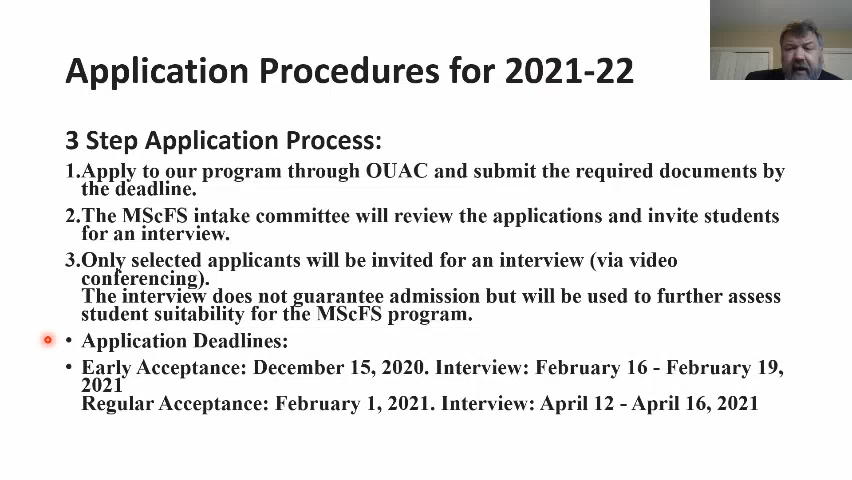 Application Procedures for 2021-22
3 Step Application Process:
1.Apply to our program through OUAC and submit the required documents by
the deadline.
2.The MScFS intake committee will review the applications and invite students
for an interview.
3.Only selected applicants will be invited for an interview (via video
conferencing).
The interview does not guarantee admission but will be used to further assess
student suitability for the MScFS program.
• Application Deadlines:
• Early Acceptance: December 15, 2020. Interview: February 16 - February 19,
2021
Regular Acceptance: February 1, 2021. Interview: April 12 - April 16, 2021